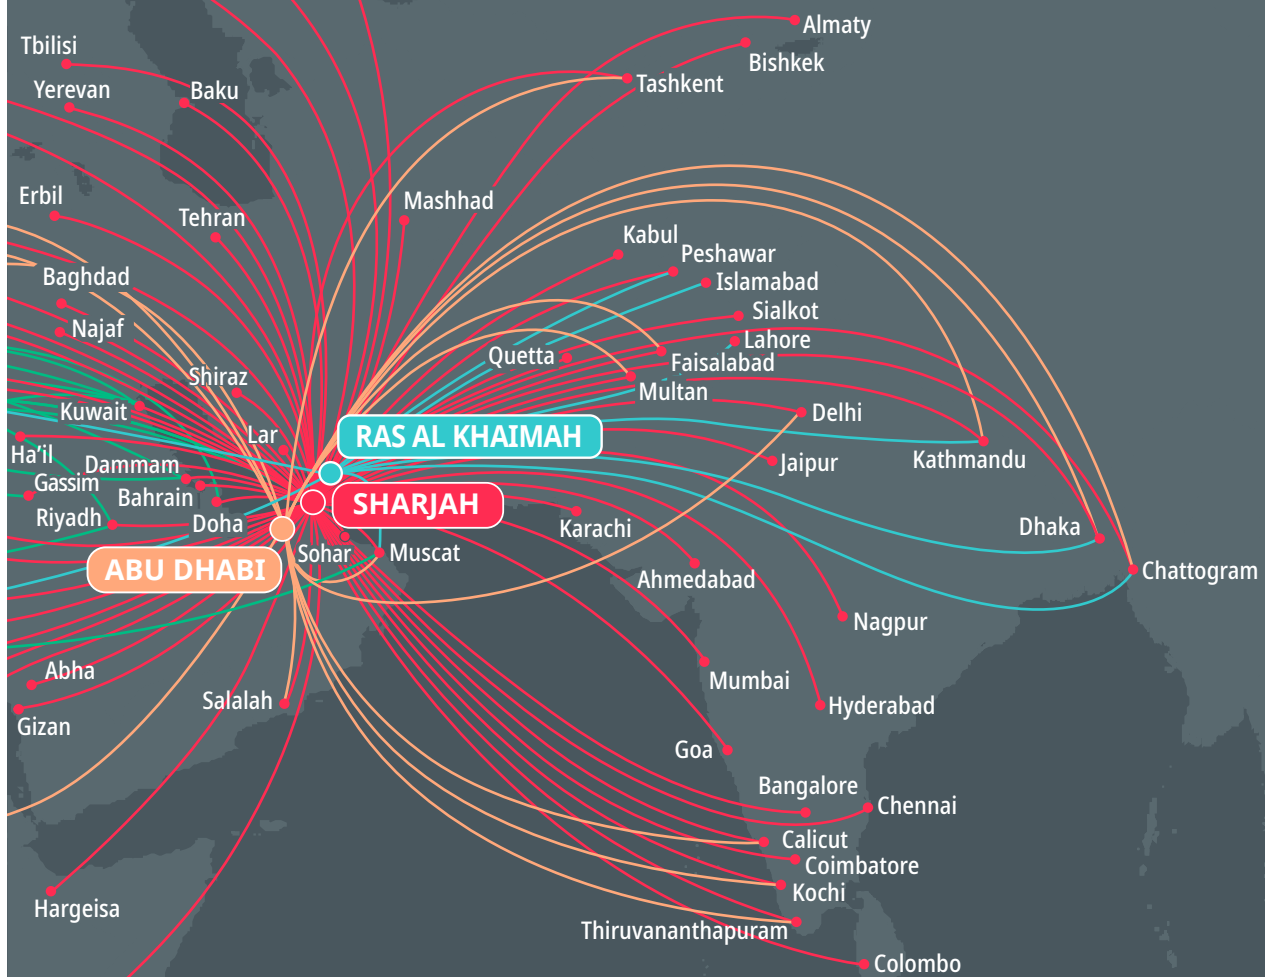 Almaty
Tbilisi
Bishkek
Tashkent
Yerevan
Baku
Erbil
Mashhad
Tehran
Kabul
Peshawar
Baghdad
Islamabad
Sialkot
Najaf
Lahore
Quetta
Faisalabad
Shiraz
Multan
Kuwait
Delhi
Lar
RAS AL KHAIMAH
Ha'il
Dammam
Kathmandu
Jaipur
Gassim
Bahrain
SHARJAH
Riyadh
Doha
Karachi
Dhaka
Sohar
Muscat
ABU DHABI
Ahmedabad
Chattogram
Nagpur
Abha
Mumbai
Salalah
Hyderabad
Gizan
Goa
Bangalore
Chennai
Calicut
Coimbatore
Kochi
Hargeisa
Thiruvananthapuram
Colombo